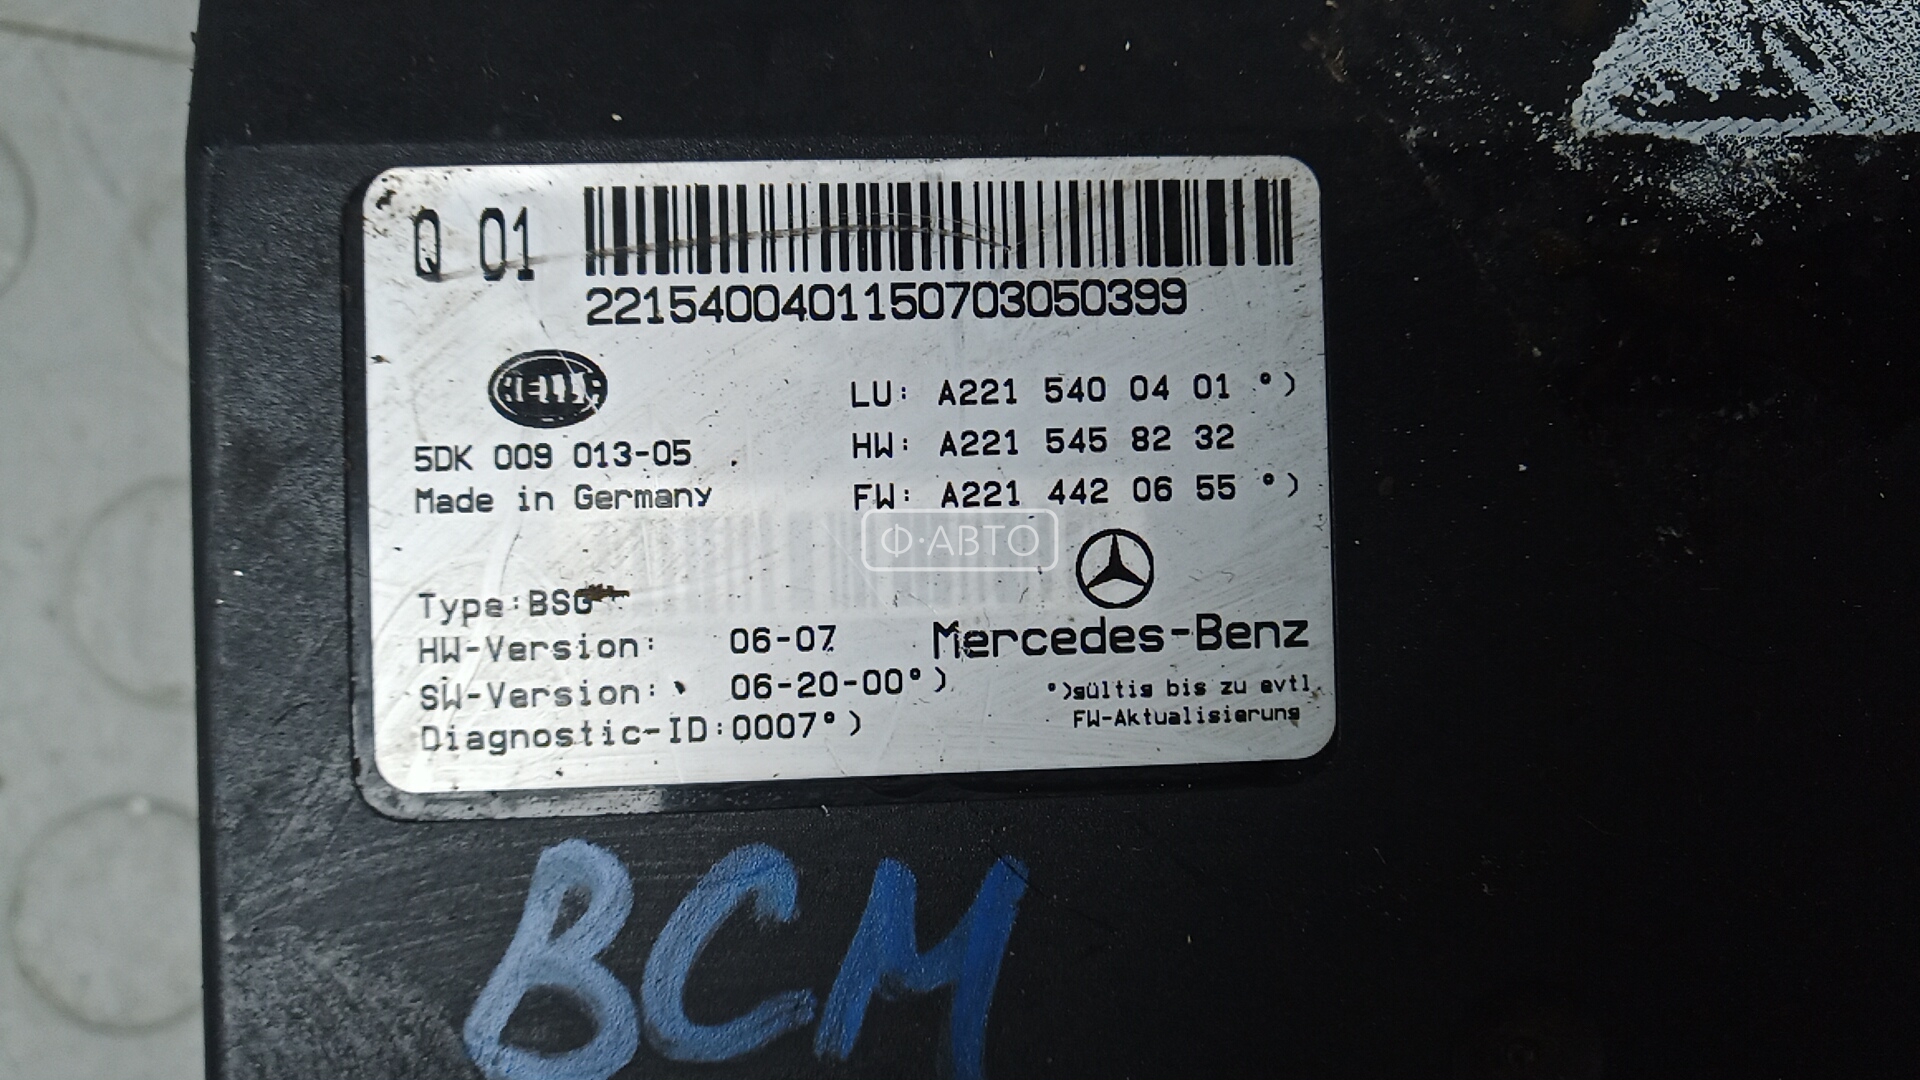 Q 01
2215400401150703050399
HELLA
LU: A221 540 04 01 °)
5DK 009 013-05
HW: A221 545 82 32
Made in Germany
FW: A221 442 06 55 °)
Ф·АВТО
Type:BSG
HW-Version: 06-07
Mercedes-Benz
SW-Version: 06-20-00°)
°)gültig bis zu evtl.
Diagnostic-ID:0007°)
FW-Aktualisierung
BCM